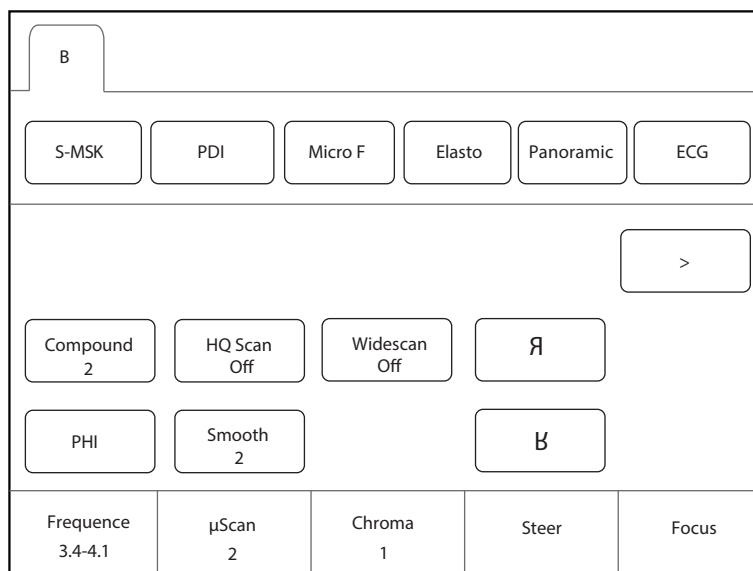 B
S-MSK PDI Micro F Elasto Panoramic ECG
>
Compound HQ Scan Widescan Я
2 Off Off
PHI Smooth ʁ
2
Frequence µScan Chroma Steer Focus
3.4-4.1 2 1